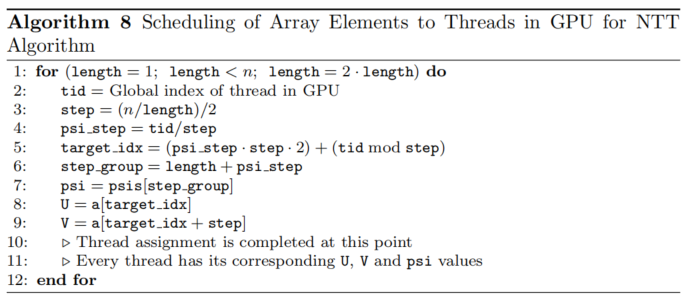 Algorithm 8 Scheduling of Array Elements to Threads in GPU for NTT
Algorithm
1: for (length = 1; length < n; length = 2 · length) do
2: tid = Global index of thread in GPU
3: step = (n/length)/2
4: psi_step = tid/step
5: target_idx = (psi_step · step · 2) + (tid mod step)
6: step_group = length + psi_step
7: psi = psis[step_group]
8: U = a[target_idx]
9: V = a[target_idx + step]
10: ▷ Thread assignment is completed at this point
11: ▷ Every thread has its corresponding U, V and psi values
12: end for